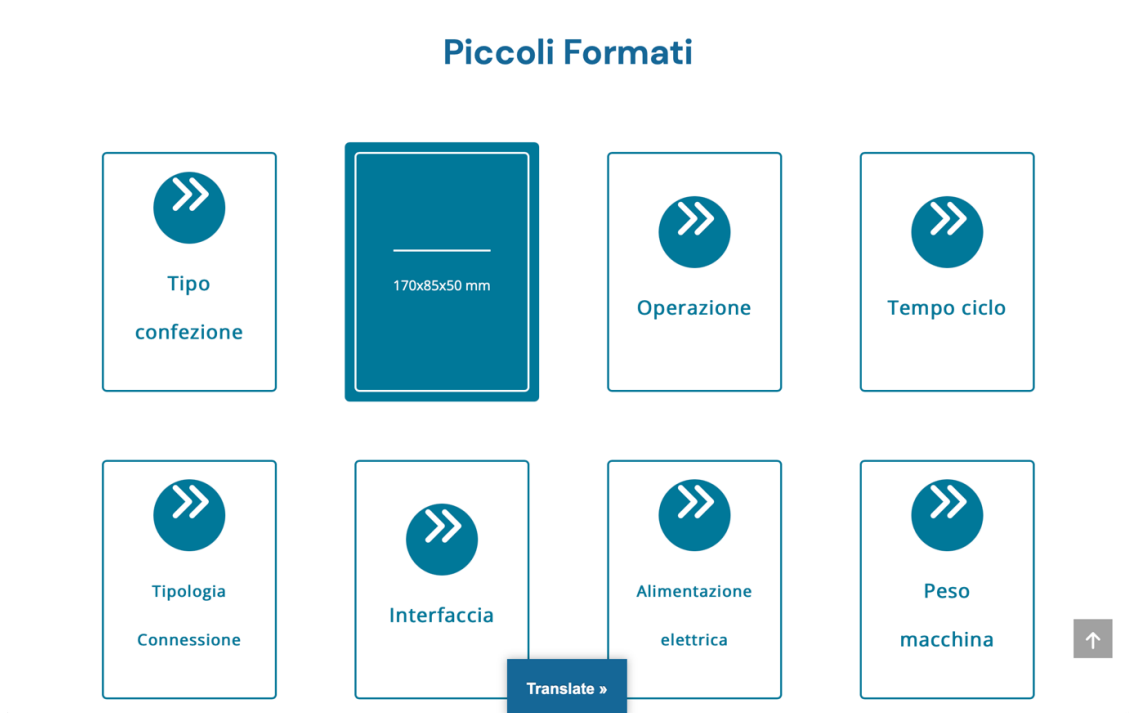 Piccoli Formati
Tipo
confezione
170x85x50 mm
Operazione
Tempo ciclo
Tipologia
Connessione
Interfaccia
Alimentazione
elettrica
Peso
macchina
Translate »